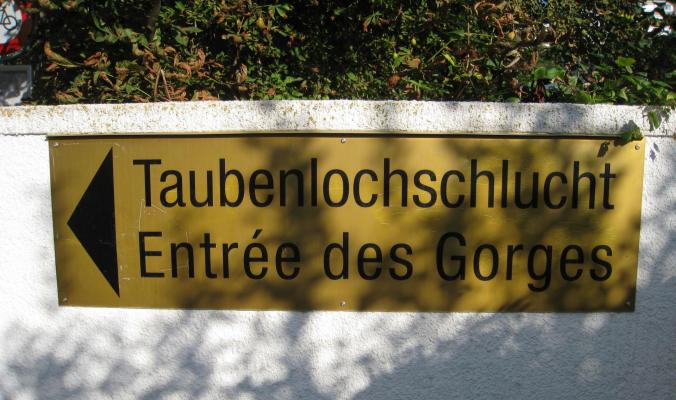 Taubenlochschlucht
Entrée des Gorges